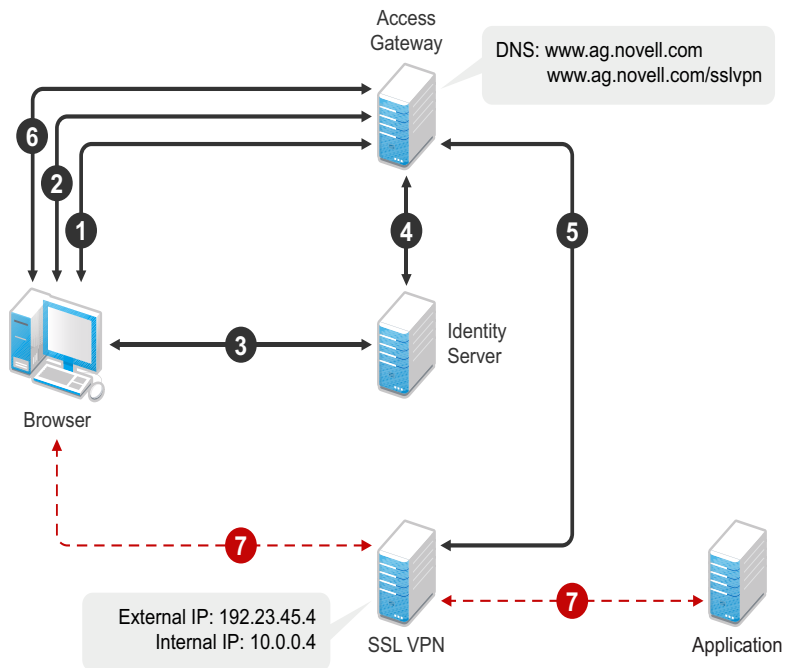 Access
Gateway
DNS: www.ag.novell.com
www.ag.novell.com/sslvpn
6
2
1
4
5
3
Identity
Server
Browser
7
7
External IP: 192.23.45.4
Internal IP: 10.0.0.4
SSL VPN
Application